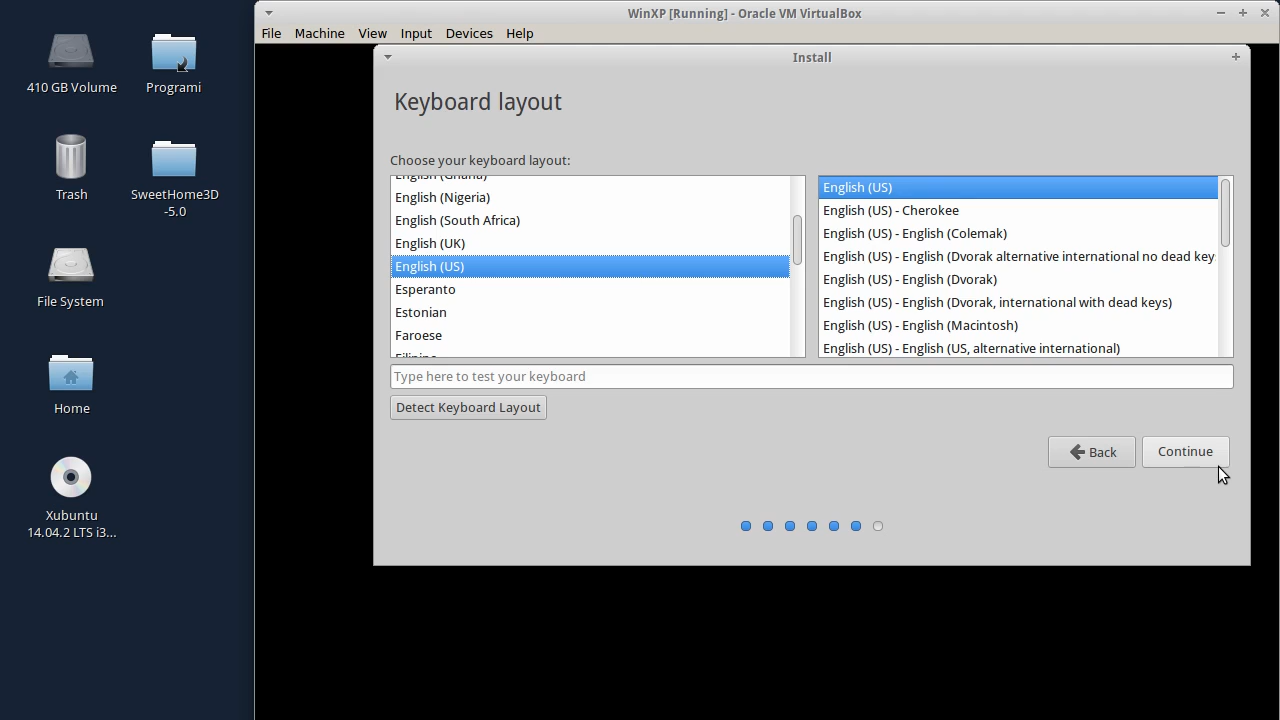 WinXP [Running] - Oracle VM VirtualBox
File Machine View Input Devices Help
410 GB Volume
Programi
Trash
SweetHome3D
-5.0
File System
Home
Xubuntu
14.04.2 LTS i3...
Install
Keyboard layout
Choose your keyboard layout:
English (Ghana)
English (Nigeria)
English (South Africa)
English (UK)
English (US)
Esperanto
Estonian
Faroese
Filipino
English (US)
English (US) - Cherokee
English (US) - English (Colemak)
English (US) - English (Dvorak alternative international no dead key
English (US) - English (Dvorak)
English (US) - English (Dvorak, international with dead keys)
English (US) - English (Macintosh)
English (US) - English (US, alternative international)
Type here to test your keyboard
Detect Keyboard Layout
Back
Continue